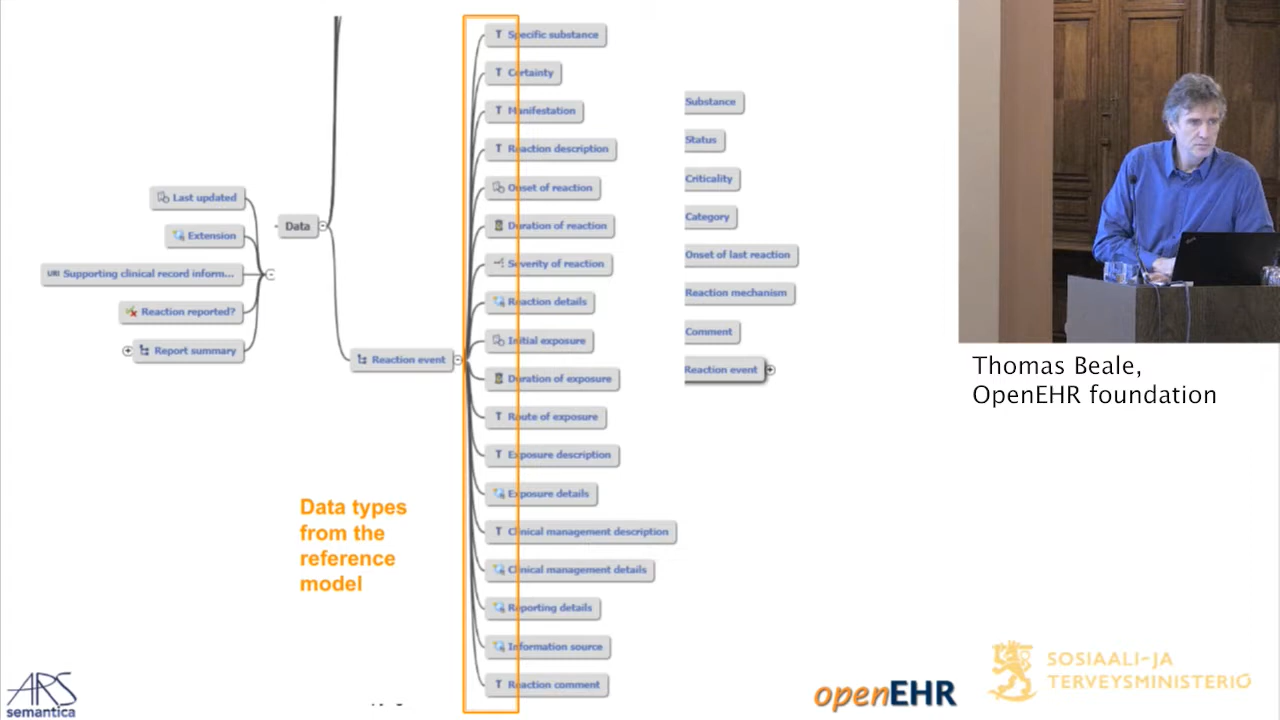 Last updated
Extension
URI Supporting clinical record inform...
Reaction reported?
Report summary
Data
Reaction event
Data types
from the
reference
model
T Specific substance
T Certainty
T Manifestation
T Reaction description
Onset of reaction
Duration of reaction
Severity of reaction
Reaction details
Initial exposure
Duration of exposure
T Route of exposure
T Exposure description
Exposure details
T Clinical management description
Clinical management details
Reporting details
Information source
T Reaction comment
Substance
Status
Criticality
Category
Onset of last reaction
Reaction mechanism
Comment
Reaction event
Thomas Beale,
OpenEHR foundation
ARS
semantica
openEHR
SOSIAALI-JA
TERVEYSMINISTERIÖ